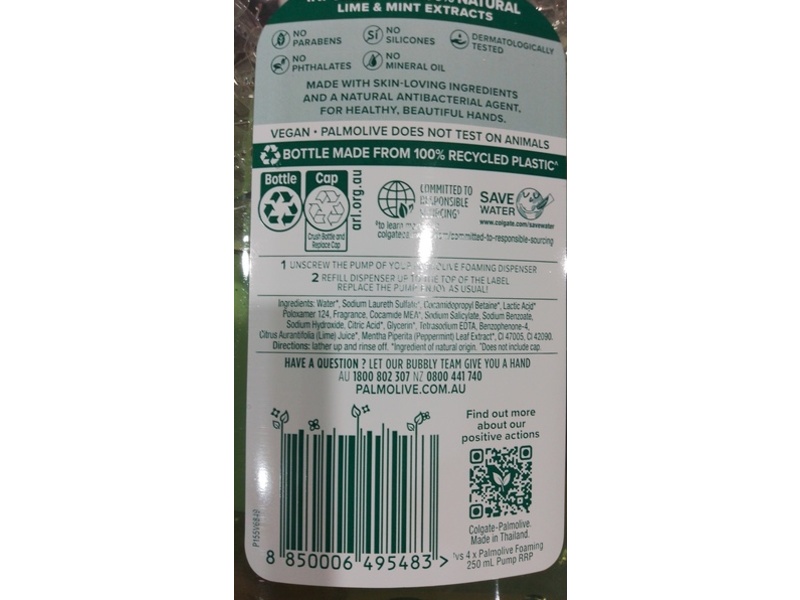 NATURAL
LIME & MINT EXTRACTS
NO PARABENS
Si NO SILICONES
DERMATOLOGICALLY TESTED
NO PHTHALATES
NO MINERAL OIL
MADE WITH SKIN-LOVING INGREDIENTS
AND A NATURAL ANTIBACTERIAL AGENT,
FOR HEALTHY, BEAUTIFUL HANDS.
VEGAN • PALMOLIVE DOES NOT TEST ON ANIMALS
BOTTLE MADE FROM 100% RECYCLED PLASTIC^
Bottle
Cap
Crush Bottle and
Replace Cap
arl.org.au
COMMITTED TO
RESPONSIBLE
SOURCING†
SAVE
WATER
www.colgate.com/savewater
†to learn
/committed-to-responsible-sourcing
1 UNSCREW THE PUMP OF YOUR PALMOLIVE FOAMING DISPENSER
2 REFILL DISPENSER UP TO THE TOP OF THE LABEL
REPLACE THE PUMP. ENJOY AS USUAL!
Ingredients: Water*, Sodium Laureth Sulfate*, Cocamidopropyl Betaine*, Lactic Acid*
Poloxamer 124, Fragrance, Cocamide MEA*, Sodium Salicylate, Sodium Benzoate,
Sodium Hydroxide, Citric Acid*, Glycerin*, Tetrasodium EDTA, Benzophenone-4,
Citrus Aurantifolia (Lime) Juice*, Mentha Piperita (Peppermint) Leaf Extract*, CI 47005, CI 42090.
Directions: lather up and rinse off. *Ingredient of natural origin. ^Does not include cap.
HAVE A QUESTION ? LET OUR BUBBLY TEAM GIVE YOU A HAND
AU 1800 802 307 NZ 0800 441 740
PALMOLIVE.COM.AU
Find out more
about our
positive actions
Colgate-Palmolive.
Made in Thailand.
vs 4 x Palmolive Foaming
250 mL Pump RRP
8 850006 495483 >